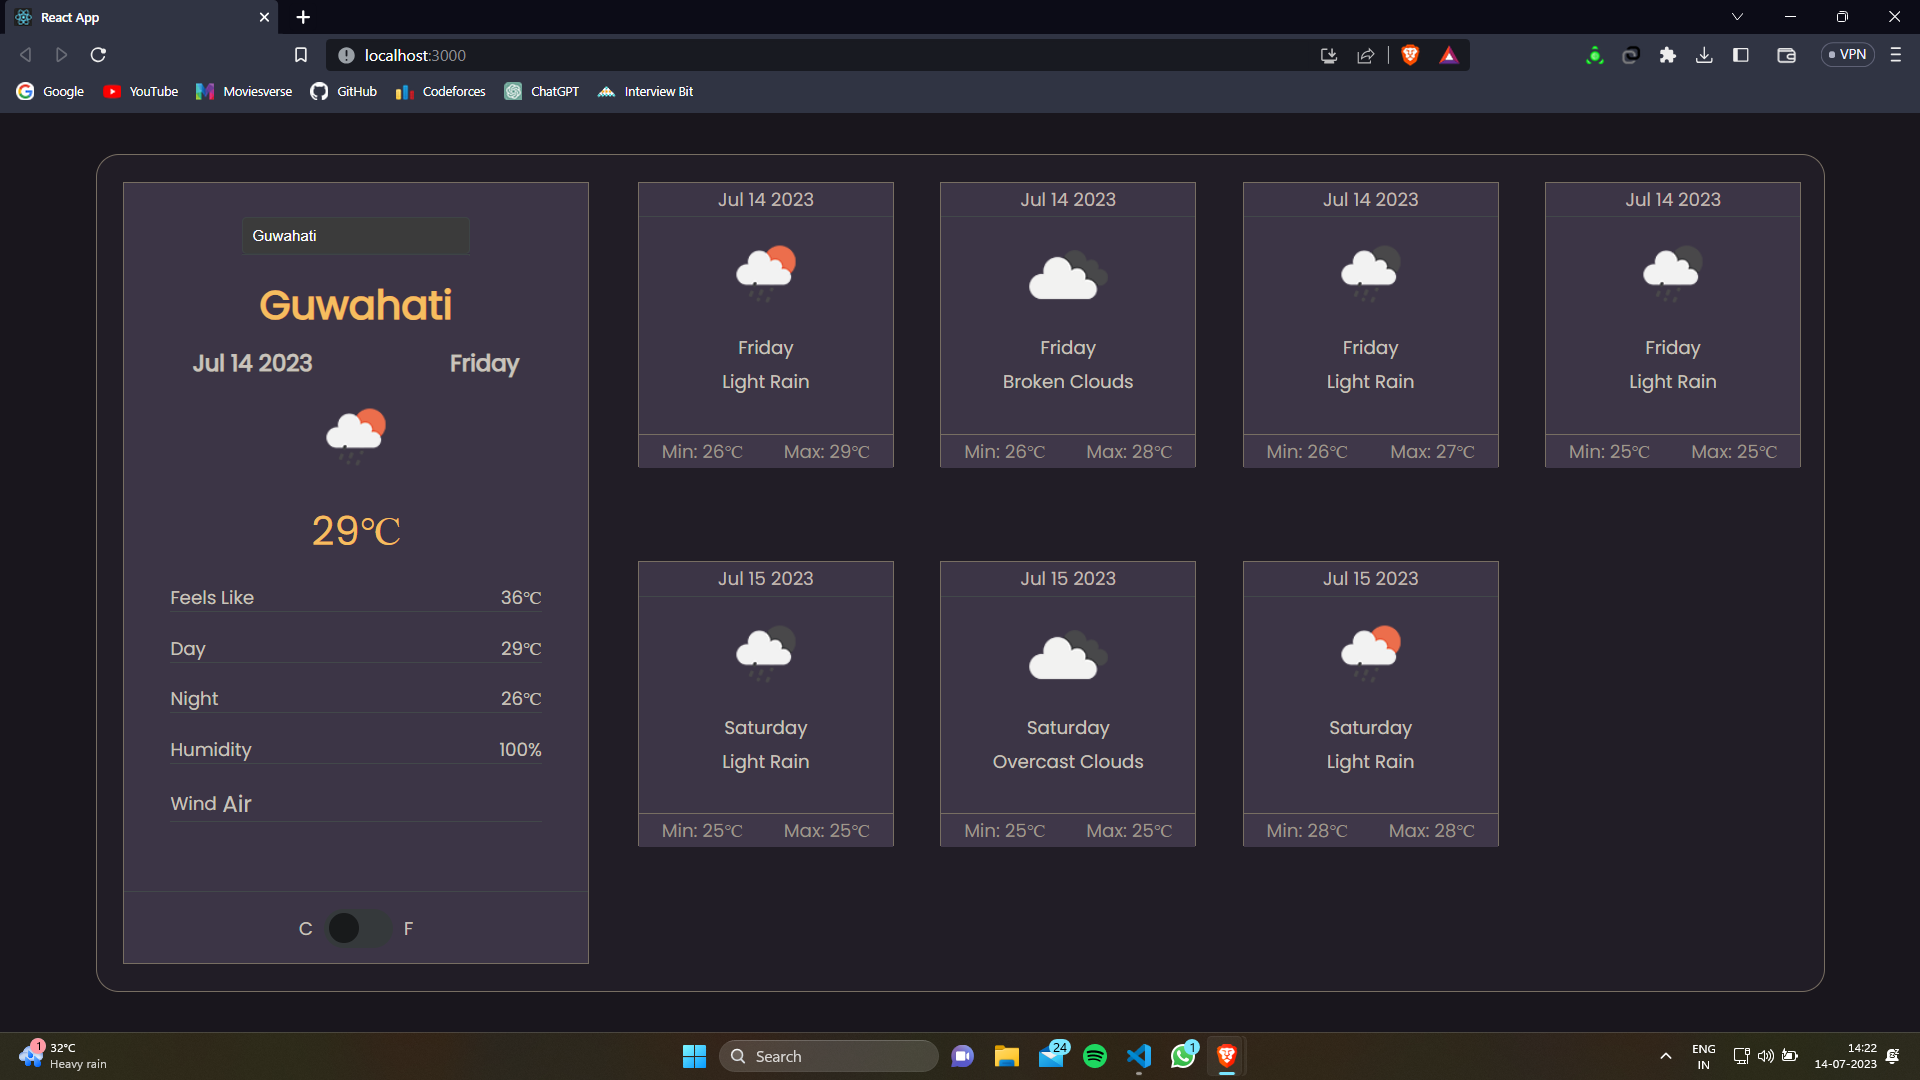 React App
localhost:3000
VPN
Google
YouTube
Moviesverse
GitHub
Codeforces
ChatGPT
Interview Bit
Guwahati
Guwahati
Jul 14 2023 Friday
29℃
Feels Like 36℃
Day 29℃
Night 26℃
Humidity 100%
Wind Air
C F
Jul 14 2023
Friday
Light Rain
Min: 26℃ Max: 29℃
Jul 14 2023
Friday
Broken Clouds
Min: 26℃ Max: 28℃
Jul 14 2023
Friday
Light Rain
Min: 26℃ Max: 27℃
Jul 14 2023
Friday
Light Rain
Min: 25℃ Max: 25℃
Jul 15 2023
Saturday
Light Rain
Min: 25℃ Max: 25℃
Jul 15 2023
Saturday
Overcast Clouds
Min: 25℃ Max: 25℃
Jul 15 2023
Saturday
Light Rain
Min: 28℃ Max: 28℃
1
32°C
Heavy rain
Search
24
1
ENG
IN
14:22
14-07-2023